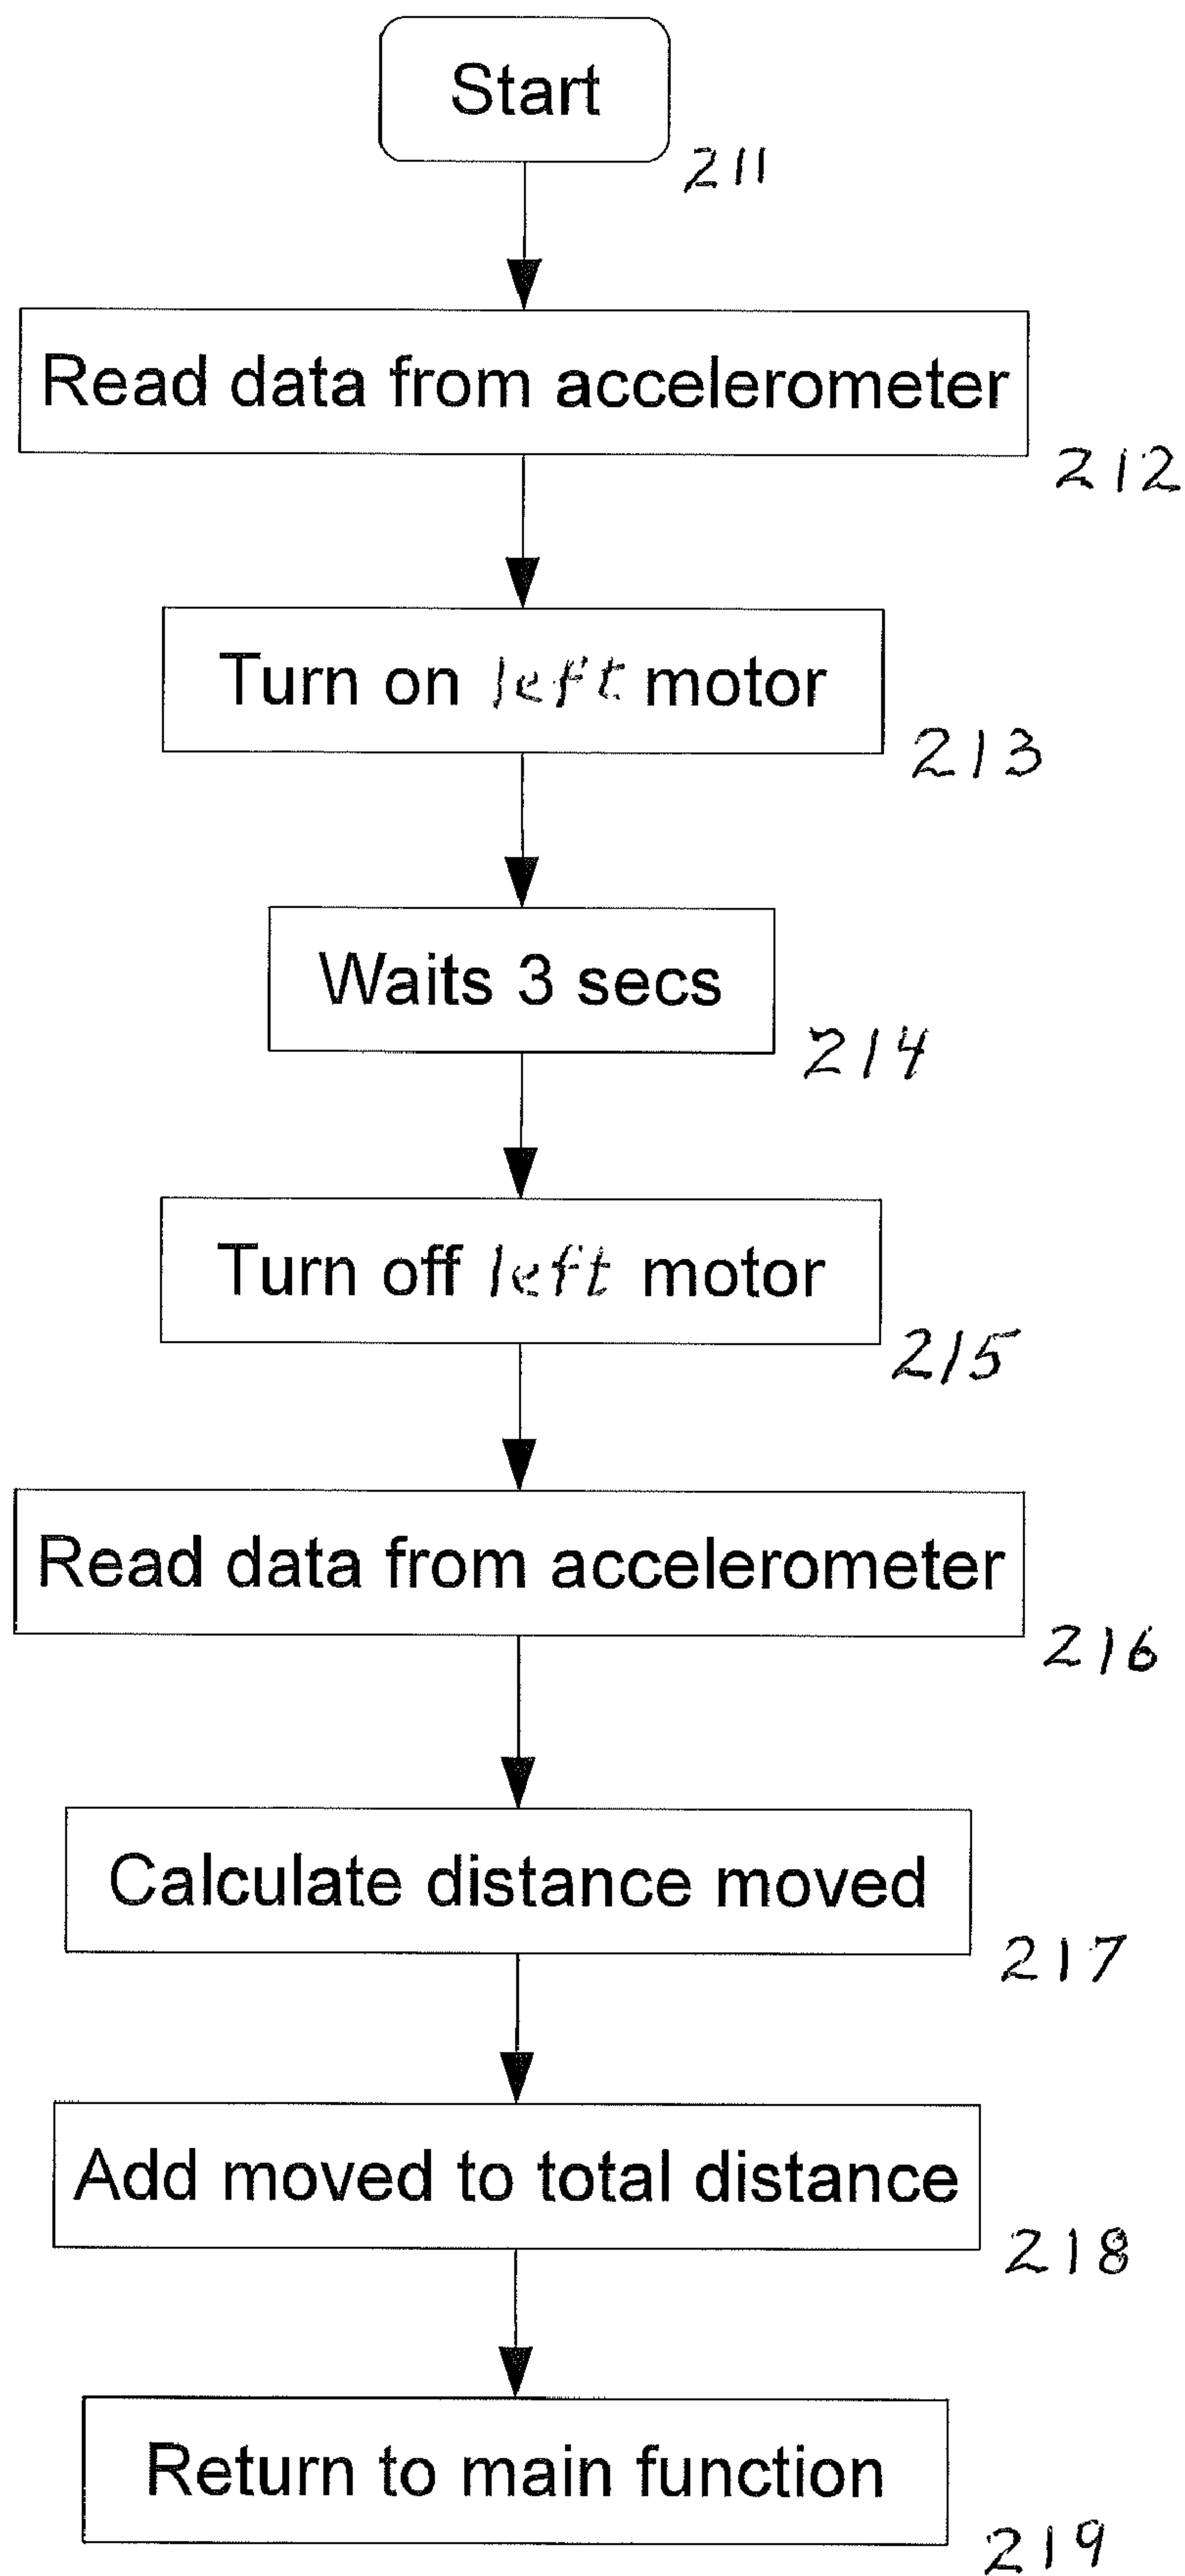 Start
211
Read data from accelerometer
212
Turn on left motor
213
Waits 3 secs
214
Turn off left motor
215
Read data from accelerometer
216
Calculate distance moved
217
Add moved to total distance
218
Return to main function
219